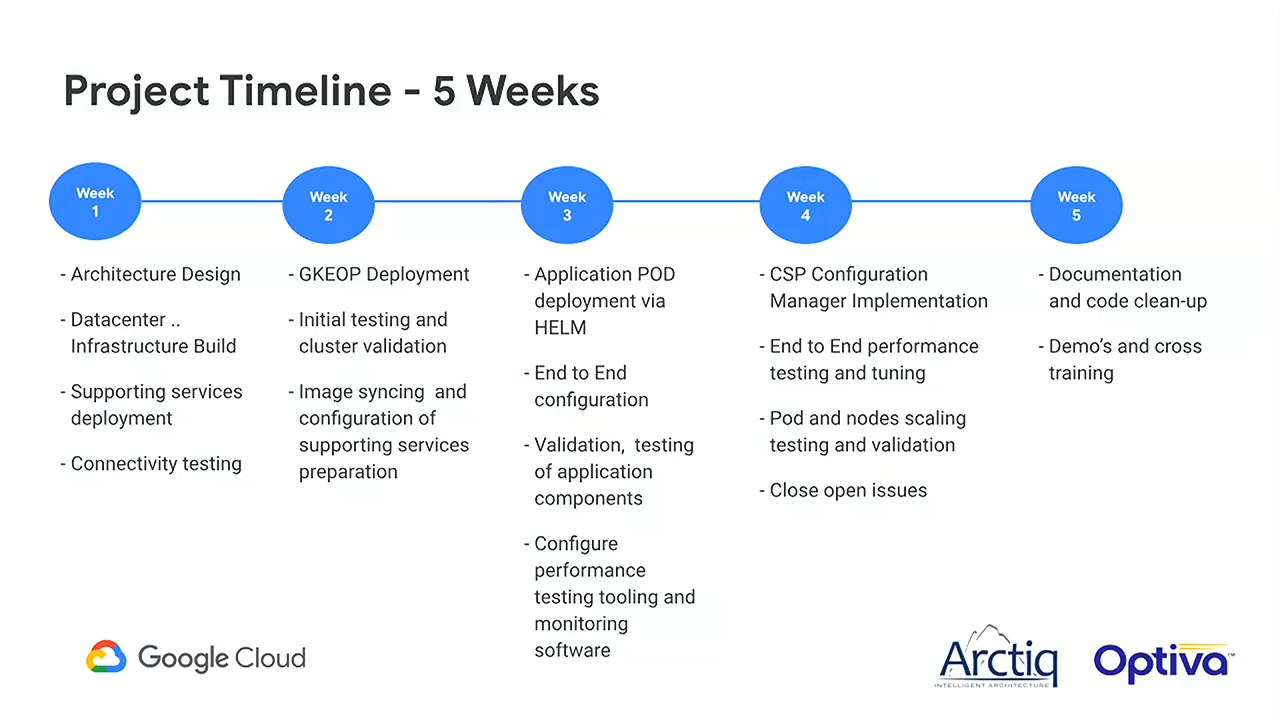 Project Timeline - 5 Weeks
Week
1
Week
2
Week
3
Week
4
Week
5
- Architecture Design
- Datacenter ..
Infrastructure Build
- Supporting services
deployment
- Connectivity testing
- GKEOP Deployment
- Initial testing and
cluster validation
- Image syncing and
configuration of
supporting services
preparation
- Application POD
deployment via
HELM
- End to End
configuration
- Validation, testing
of application
components
- Configure
performance
testing tooling and
monitoring
software
- CSP Configuration
Manager Implementation
- End to End performance
testing and tuning
- Pod and nodes scaling
testing and validation
- Close open issues
- Documentation
and code clean-up
- Demo's and cross
training
Google Cloud
Arctiq
INTELLIGENT ARCHITECTURE
Optiva™